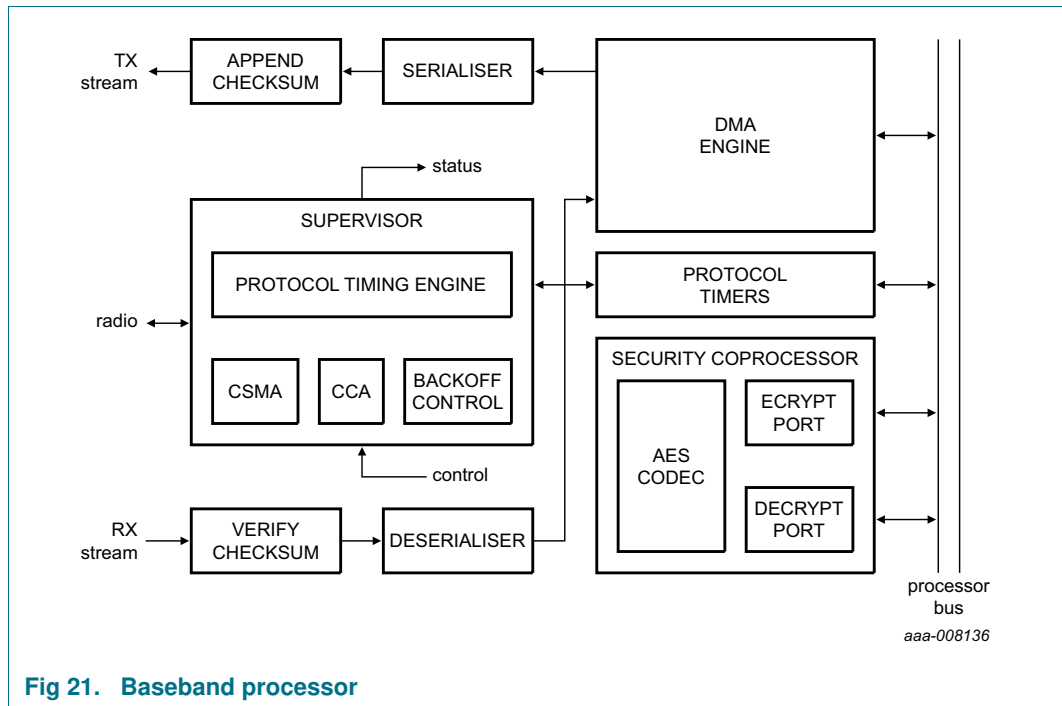 TX
stream
APPEND
CHECKSUM
SERIALISER
DMA
ENGINE
status
SUPERVISOR
PROTOCOL TIMING ENGINE
PROTOCOL
TIMERS
radio
CSMA
CCA
BACKOFF
CONTROL
SECURITY COPROCESSOR
AES
CODEC
ECRYPT
PORT
DECRYPT
PORT
control
RX
stream
VERIFY
CHECKSUM
DESERIALISER
processor
bus
aaa-008136
Fig 21. Baseband processor